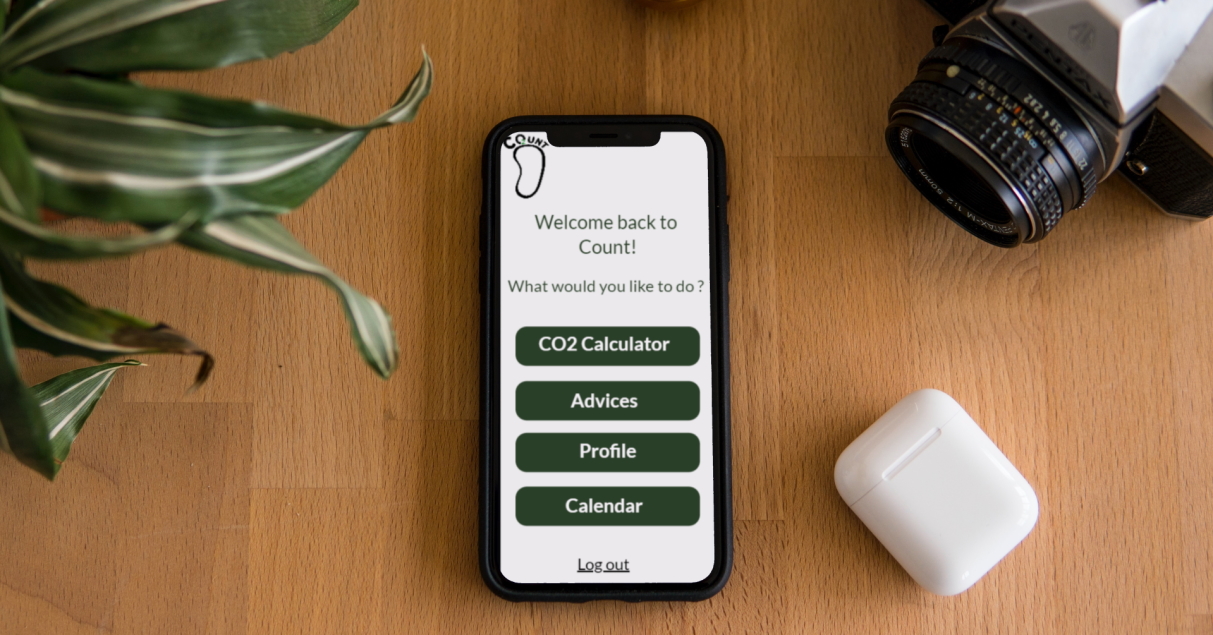 COUNT
Welcome back to
Count!
What would you like to do ?
CO2 Calculator
Advices
Profile
Calendar
Log out
PENTAX
50mm